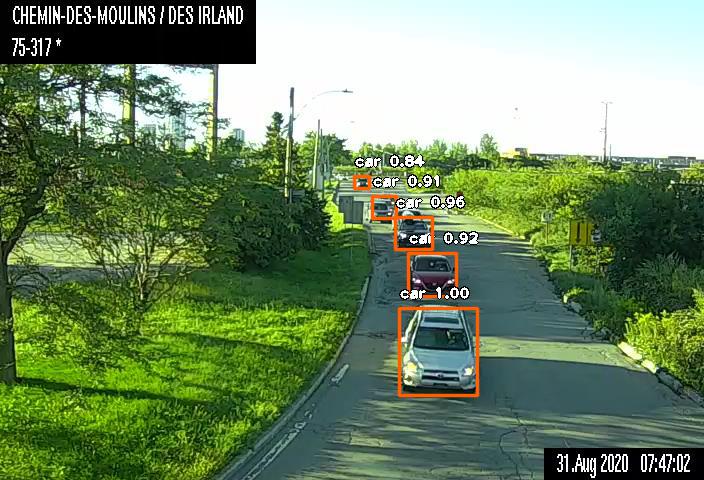 CHEMIN-DES-MOULINS / DES IRLAND
75-317 *
car 0.84
car 0.91
car 0.96
car 0.92
car 1.00
31.Aug 2020 07:47:02